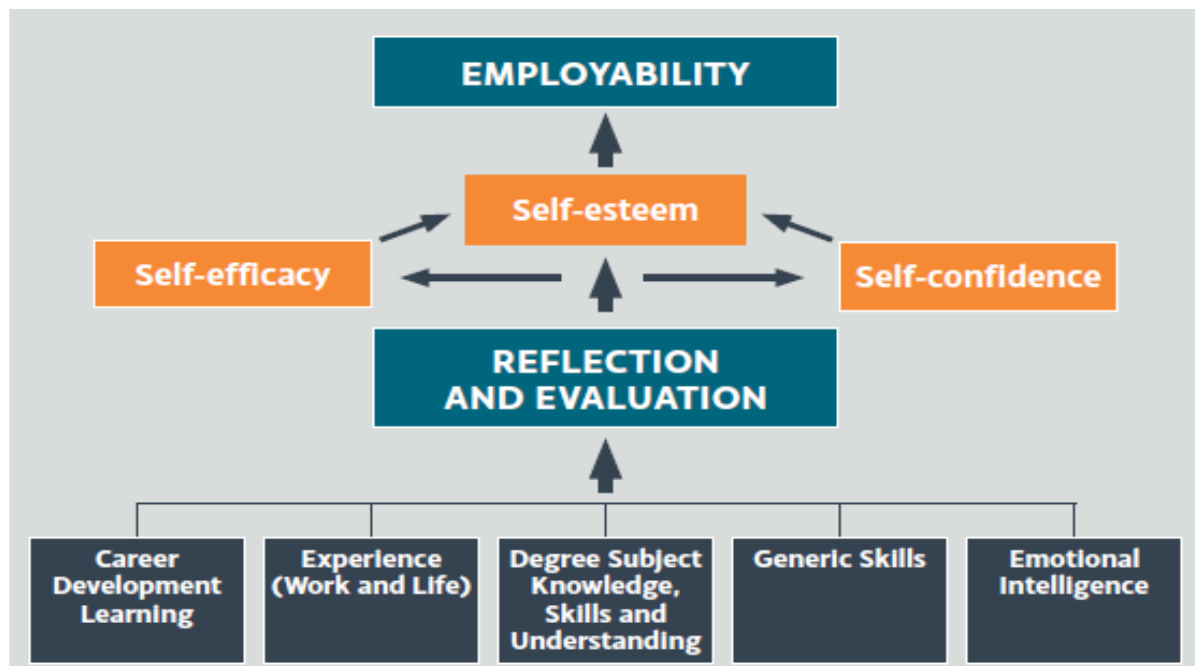 EMPLOYABILITY
Self-esteem
Self-efficacy
Self-confidence
REFLECTION
AND EVALUATION
Career
Development
Learning
Experience
(Work and Life)
Degree Subject
Knowledge,
Skills and
Understanding
Generic Skills
Emotional
Intelligence